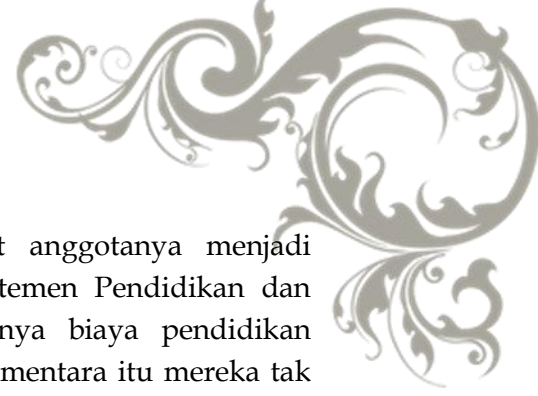 t anggotanya menjadi
temen Pendidikan dan
nya biaya pendidikan
mentara itu mereka tak